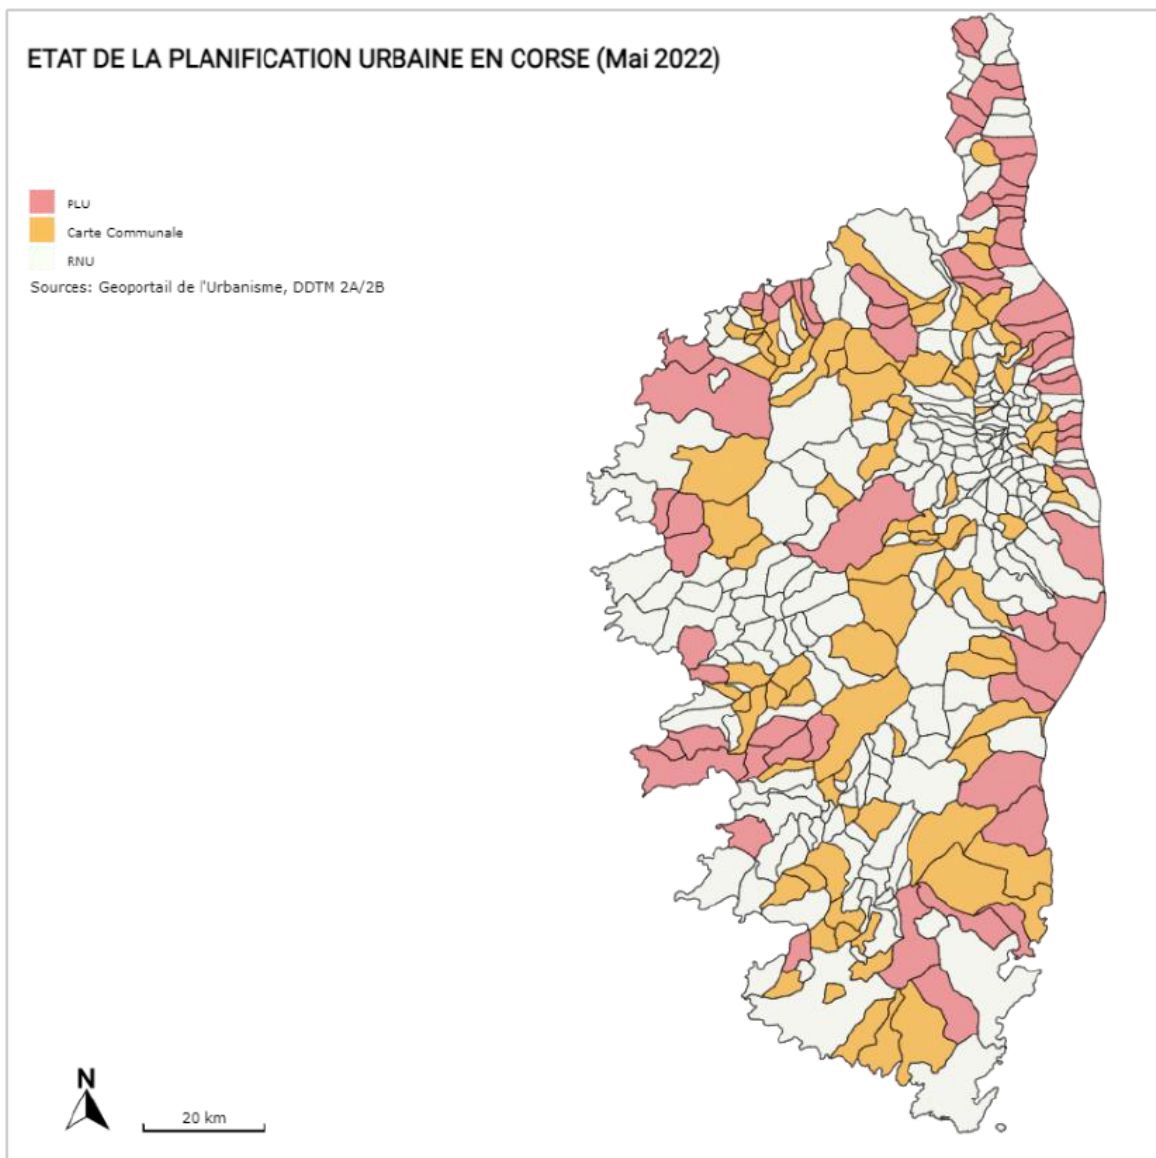 ETAT DE LA PLANIFICATION URBAINE EN CORSE (Mai 2022)
PLU
Carte Communale
RNU
Sources: Geoportail de l'Urbanisme, DDTM 2A/2B
N
20 km